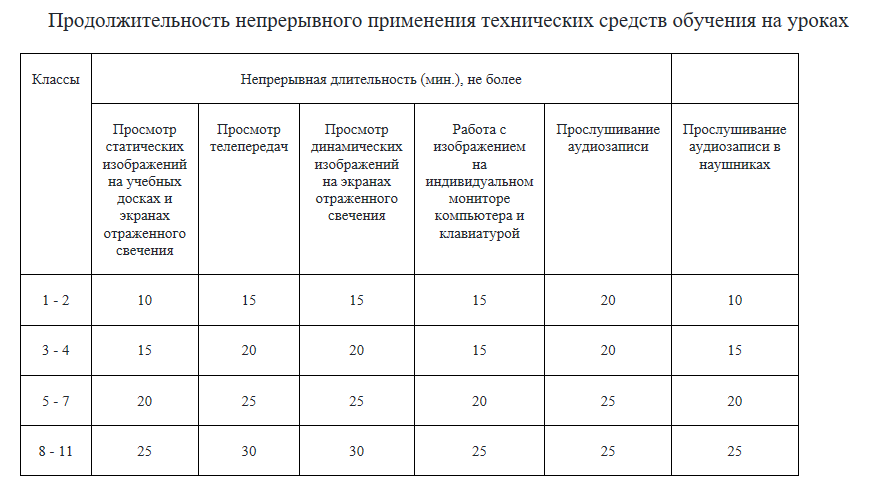 Продолжительность непрерывного применения технических средств обучения на уроках
Классы
Непрерывная длительность (мин.), не более
Просмотр
статических
изображений
на учебных
досках и
экранах
отраженного
свечения
Просмотр
телепередач
Просмотр
динамических
изображений
на экранах
отраженного
свечения
Работа с
изображением
на
индивидуальном
мониторе
компьютера и
клавиатурой
Прослушивание
аудиозаписи
Прослушивание
аудиозаписи в
наушниках
1 - 2 10 15 15 15 20 10
3 - 4 15 20 20 15 20 15
5 - 7 20 25 25 20 25 20
8 - 11 25 30 30 25 25 25